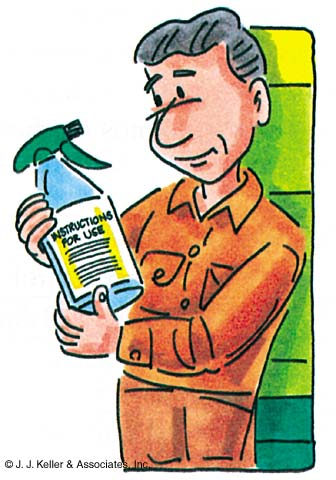 INSTRUCTIONS
FOR USE
© J. J. Keller & Associates, Inc.